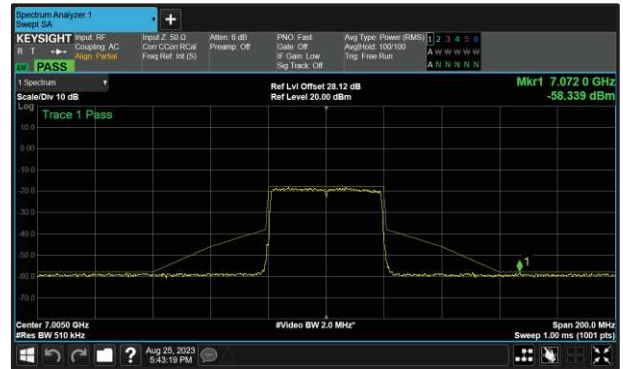 Spectrum Analyzer 1
Swept SA
+
KEYSIGHT
R T
PASS
Input: RF
Coupling: AC
Align: Partial
Input Z: 50 Ω
Corr CCorr RCal
Freq Ref: Int (S)
Atten: 6 dB
Preamp: Off
PNO: Fast
Gate: Off
IF Gain: Low
Sig Track: Off
Avg Type: Power (RMS)
Avg|Hold: 100/100
Trig: Free Run
1 2 3 4 5 6
A W W W W W
A N N N N N
1 Spectrum
Scale/Div 10 dB
Ref Lvl Offset 28.12 dB
Ref Level 20.00 dBm
Mkr1 7.072 0 GHz
-58.339 dBm
Log
Trace 1 Pass
10.0
0.00
-10.0
-20.0
-30.0
-40.0
-50.0
-60.0
-70.0
1
Center 7.0050 GHz
#Res BW 510 kHz
#Video BW 2.0 MHz*
Span 200.0 MHz
Sweep 1.00 ms (1001 pts)
?
Aug 25, 2023
5:43:19 PM